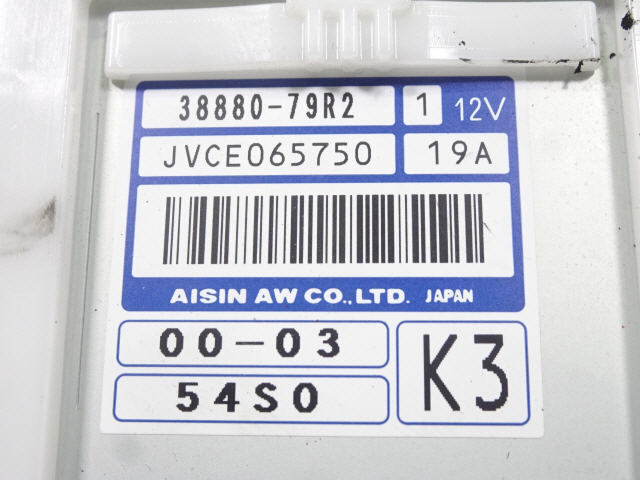 38880-79R2 1 12V
JVCE065750 19A
AISIN AW CO.,LTD. JAPAN
00-03
54S0
K3